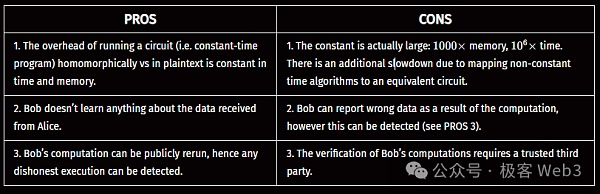 PROS
CONS
1. The overhead of running a circuit (i.e. constant-time
program) homomorphically vs in plaintext is constant in
time and memory.
1. The constant is actually large: 1000× memory, 10⁶× time.
There is an additional slowdown due to mapping non-constant
time algorithms to an equivalent circuit.
2. Bob doesn’t learn anything about the data received
from Alice.
2. Bob can report wrong data as a result of the computation,
however this can be detected (see PROS 3).
3. Bob’s computation can be publicly rerun, hence any
dishonest execution can be detected.
3. The verification of Bob’s computations requires a trusted third
party.
公众号 · 极客 Web3